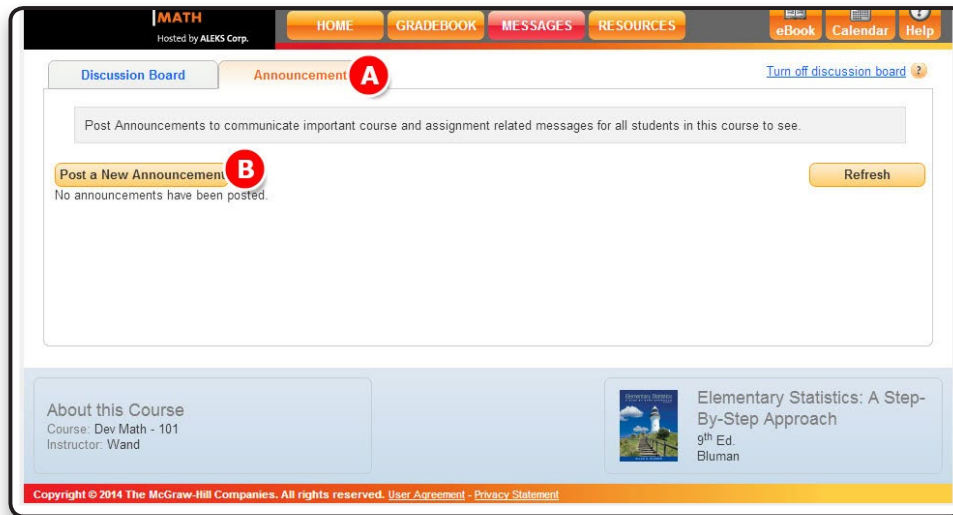 MATH
Hosted by ALEKS Corp.
HOME
GRADEBOOK
MESSAGES
RESOURCES
eBook
Calendar
Help
Discussion Board
Announcement
A
Turn off discussion board ?
Post Announcements to communicate important course and assignment related messages for all students in this course to see.
Post a New Announcement
B
Refresh
No announcements have been posted.
About this Course
Course: Dev Math - 101
Instructor: Wand
Elementary Statistics
Elementary Statistics: A Step-
By-Step Approach
9th Ed.
Bluman
Copyright © 2014 The McGraw-Hill Companies. All rights reserved. User Agreement - Privacy Statement